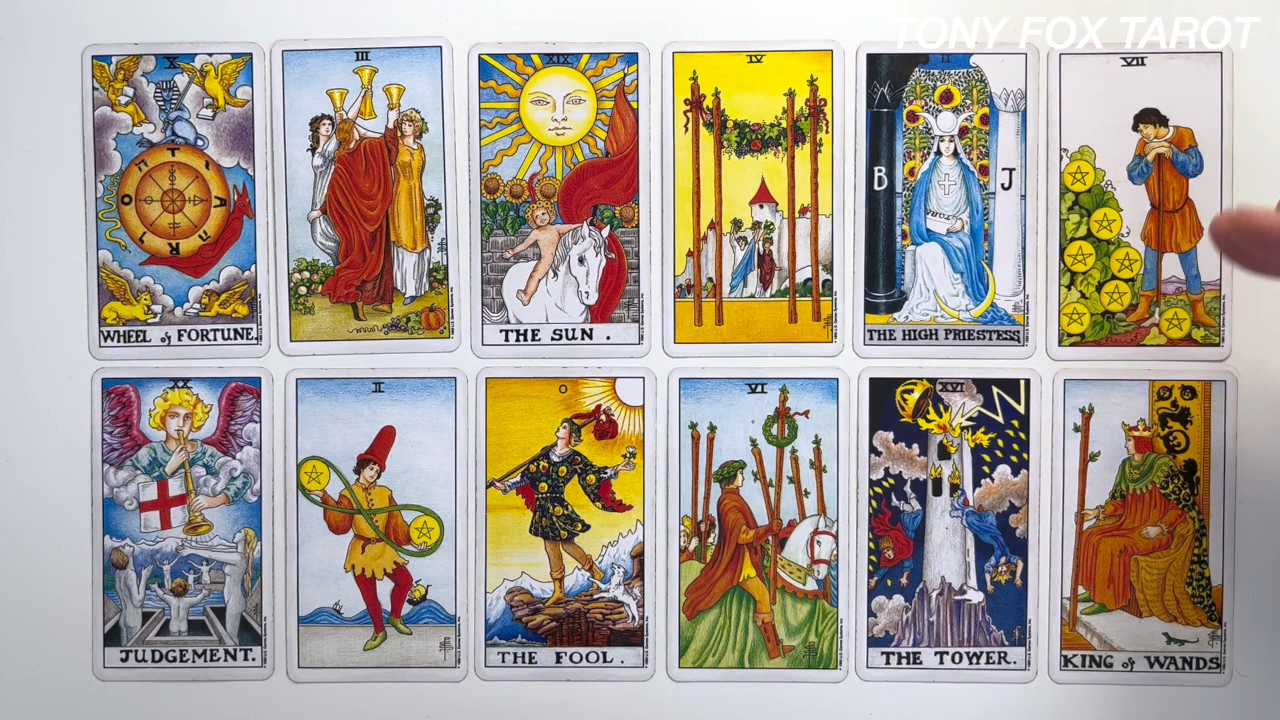 TONY FOX TAROT
X
III
XIX
IV
II
VII
T
A
R
O
B
J
WHEEL of FORTUNE.
THE SUN .
THE HIGH PRIESTESS
XX
II
O
VI
XVI
JUDGEMENT.
THE FOOL .
THE TOWER.
KING of WANDS